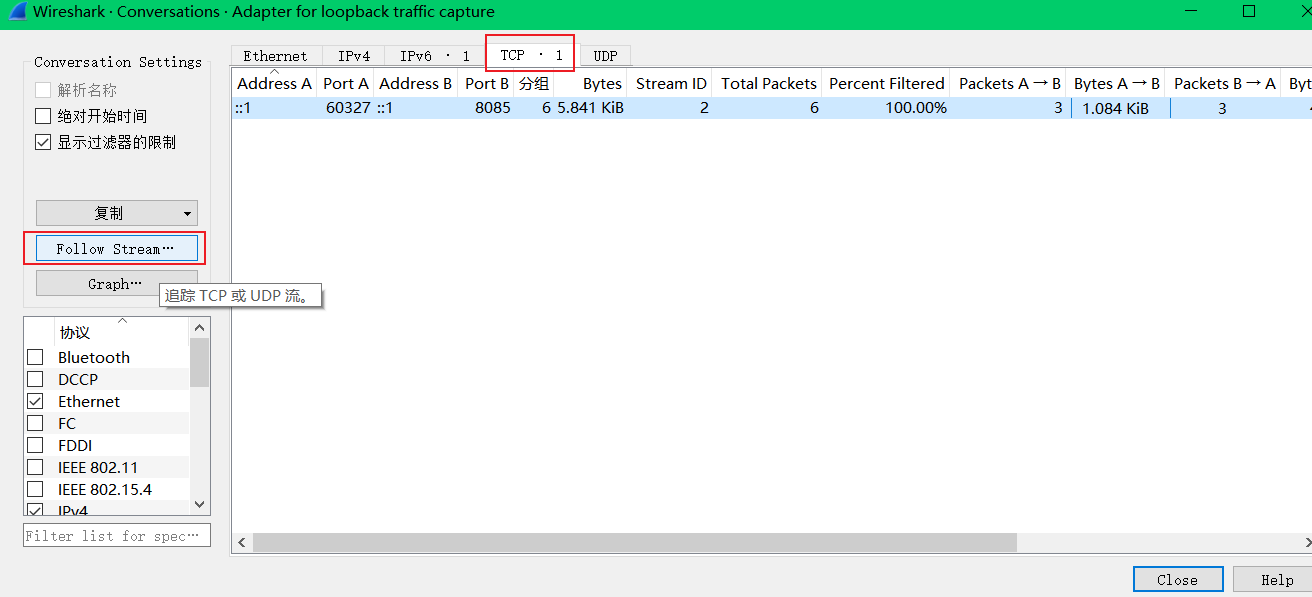 Wireshark · Conversations · Adapter for loopback traffic capture
Conversation Settings
解析名称
绝对开始时间
显示过滤器的限制
复制
Follow Stream…
Graph…
追踪 TCP 或 UDP 流。
协议
Bluetooth
DCCP
Ethernet
FC
FDDI
IEEE 802.11
IEEE 802.15.4
IPv4
Filter list for spec…
Ethernet IPv4 IPv6 · 1 TCP · 1 UDP
Address A Port A Address B Port B 分组 Bytes Stream ID Total Packets Percent Filtered Packets A → B Bytes A → B Packets B → A Byt
::1 60327 ::1 8085 6 5.841 KiB 2 6 100.00% 3 1.084 KiB 3
Close Help